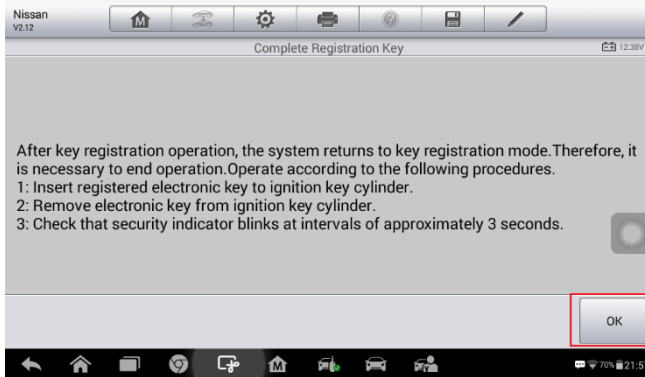 Nissan
V2.12
Complete Registration Key
12.38V
After key registration operation, the system returns to key registration mode.Therefore, it
is necessary to end operation.Operate according to the following procedures.
1: Insert registered electronic key to ignition key cylinder.
2: Remove electronic key from ignition key cylinder.
3: Check that security indicator blinks at intervals of approximately 3 seconds.
OK
70%